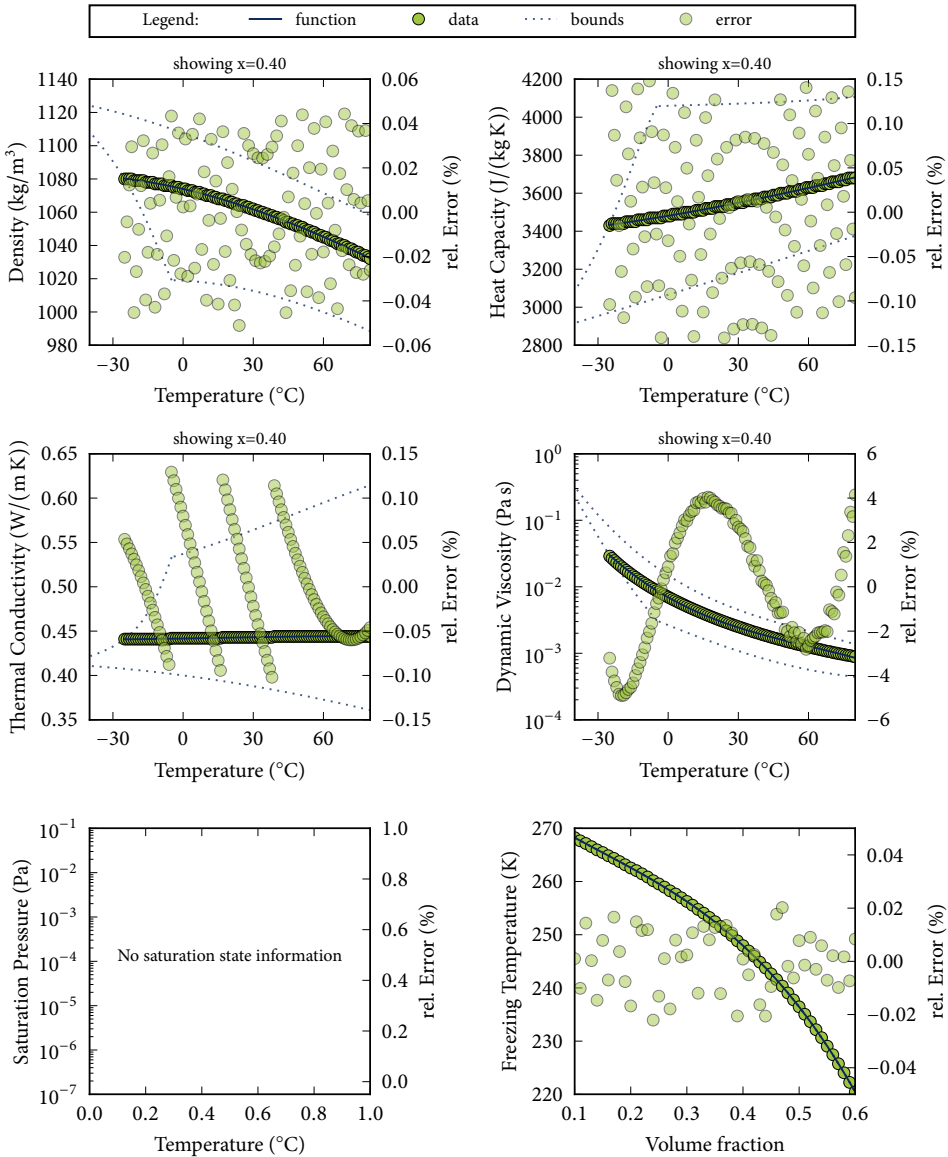 Legend: function data bounds error
showing x=0.40
1140
1120
1100
1080
1060
1040
1020
1000
980
Density (kg/m³)
0.06
0.04
0.02
0.00
−0.02
−0.04
−0.06
rel. Error (%)
−30 0 30 60
Temperature (°C)
showing x=0.40
4200
4000
3800
3600
3400
3200
3000
2800
Heat Capacity (J/(kg K))
0.15
0.10
0.05
0.00
−0.05
−0.10
−0.15
rel. Error (%)
−30 0 30 60
Temperature (°C)
showing x=0.40
0.65
0.60
0.55
0.50
0.45
0.40
0.35
Thermal Conductivity (W/(m K))
0.15
0.10
0.05
0.00
−0.05
−0.10
−0.15
rel. Error (%)
−30 0 30 60
Temperature (°C)
showing x=0.40
10⁰
10⁻¹
10⁻²
10⁻³
10⁻⁴
Dynamic Viscosity (Pa s)
6
4
2
0
−2
−4
−6
rel. Error (%)
−30 0 30 60
Temperature (°C)
10⁻¹
10⁻²
10⁻³
10⁻⁴
10⁻⁵
10⁻⁶
10⁻⁷
Saturation Pressure (Pa)
No saturation state information
1.0
0.8
0.6
0.4
0.2
0.0
rel. Error (%)
0.0 0.2 0.4 0.6 0.8 1.0
Temperature (°C)
270
260
250
240
230
220
Freezing Temperature (K)
0.04
0.02
0.00
−0.02
−0.04
rel. Error (%)
0.1 0.2 0.3 0.4 0.5 0.6
Volume fraction